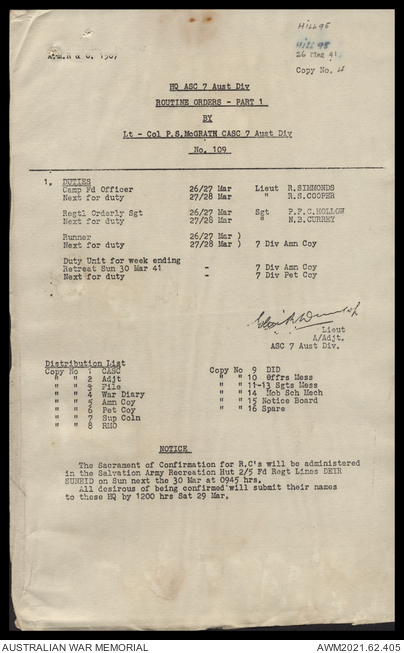 Hill 95
Hill 95
26 Mar 41.
Copy No. 4
HQ ASC 7 Aust Div
ROUTINE ORDERS - PART 1
BY
Lt - Col P.S.McGRATH CASC 7 Aust Div
No. 109
1. DUTIES
Camp Fd Officer 26/27 Mar Lieut R.SIMMONDS
Next for duty 27/28 Mar " R.S.COOPER
Regtl Orderly Sgt 26/27 Mar Sgt P.F.C.HOLLOW
Next for duty 27/28 Mar " N.B.CURREY
Runner 26/27 Mar )
Next for duty 27/28 Mar ) 7 Div Amn Coy
Duty Unit for week ending
Retreat Sun 30 Mar 41 - 7 Div Amn Coy
Next for duty - 7 Div Pet Coy
Lieut
A/Adjt.
ASC 7 Aust Div.
Distribution List
Copy No 1 CASC Copy No 9 DID
" " 2 Adjt " " 10 Offrs Mess
" " 3 File " " 11-13 Sgts Mess
" " 4 War Diary " " 14 Mob Sch Mech
" " 5 Amn Coy " " 15 Notice Board
" " 6 Pet Coy " " 16 Spare
" " 7 Sup Coln
" " 8 RMO
NOTICE
The Sacrament of Confirmation for R.C's will be administered
in the Salvation Army Recreation Hut 2/5 Fd Regt Lines DEIR
SUNEID on Sun next the 30 Mar at 0945 hrs.
All desirous of being confirmed will submit their names
to these HQ by 1200 hrs Sat 29 Mar.
AUSTRALIAN WAR MEMORIAL AWM2021.62.405